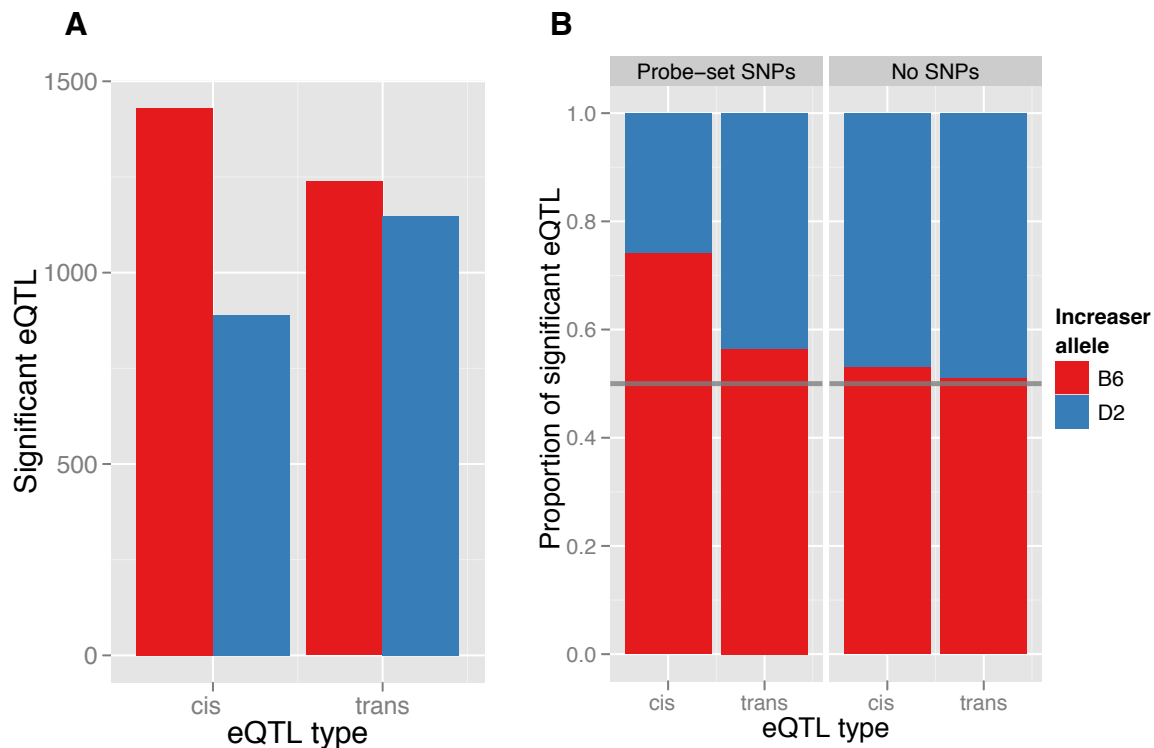 A
1500
1000
500
0
Significant eQTL
cis trans
eQTL type
B
Probe−set SNPs No SNPs
1.0
0.8
0.6
0.4
0.2
0.0
Proportion of significant eQTL
cis trans cis trans
eQTL type
Increaser
allele
B6
D2